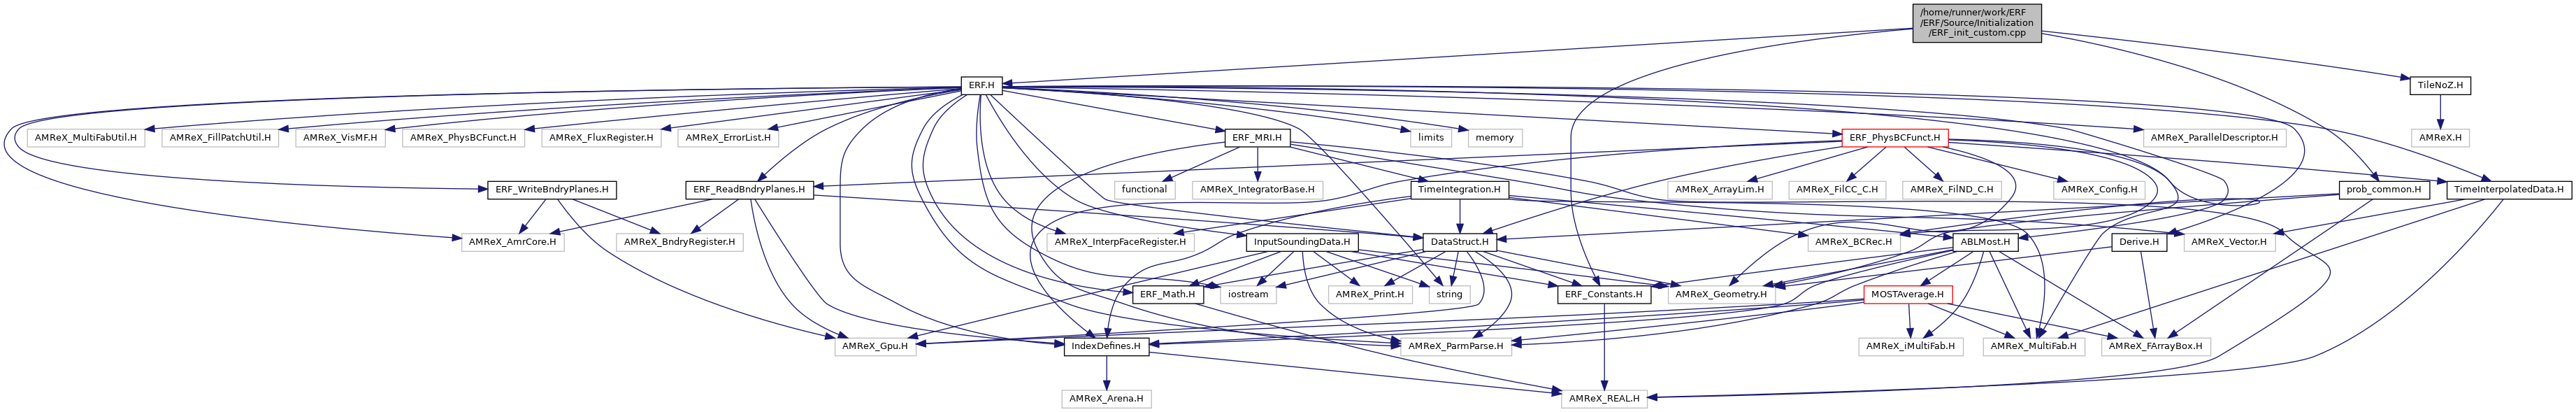 /home/runner/work/ERF
/ERF/Source/Initialization
/ERF_init_custom.cpp
ERF.H
TileNoZ.H
AMReX_MultiFabUtil.H
AMReX_FillPatchUtil.H
AMReX_VisMF.H
AMReX_PhysBCFunct.H
AMReX_FluxRegister.H
AMReX_ErrorList.H
ERF_MRI.H
limits
memory
ERF_PhysBCFunct.H
AMReX_ParallelDescriptor.H
AMReX.H
ERF_WriteBndryPlanes.H
ERF_ReadBndryPlanes.H
functional
AMReX_IntegratorBase.H
TimeIntegration.H
AMReX_ArrayLim.H
AMReX_FilCC_C.H
AMReX_FilND_C.H
AMReX_Config.H
prob_common.H
TimeInterpolatedData.H
AMReX_AmrCore.H
AMReX_BndryRegister.H
AMReX_InterpFaceRegister.H
InputSoundingData.H
DataStruct.H
AMReX_BCRec.H
ABLMost.H
Derive.H
AMReX_Vector.H
ERF_Math.H
iostream
AMReX_Print.H
string
ERF_Constants.H
AMReX_Geometry.H
MOSTAverage.H
AMReX_Gpu.H
IndexDefines.H
AMReX_ParmParse.H
AMReX_iMultiFab.H
AMReX_MultiFab.H
AMReX_FArrayBox.H
AMReX_Arena.H
AMReX_REAL.H